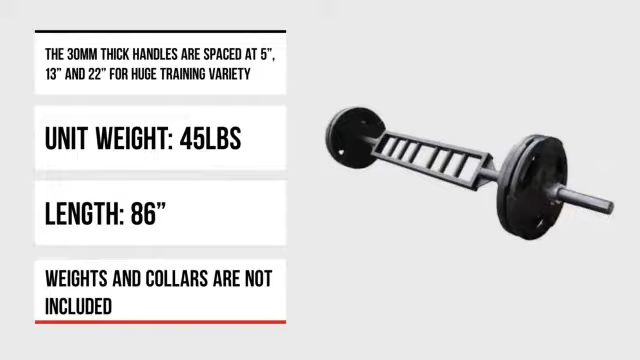 THE 30MM THICK HANDLES ARE SPACED AT 5”,
13” AND 22” FOR HUGE TRAINING VARIETY
UNIT WEIGHT: 45LBS
LENGTH: 86”
WEIGHTS AND COLLARS ARE NOT
INCLUDED